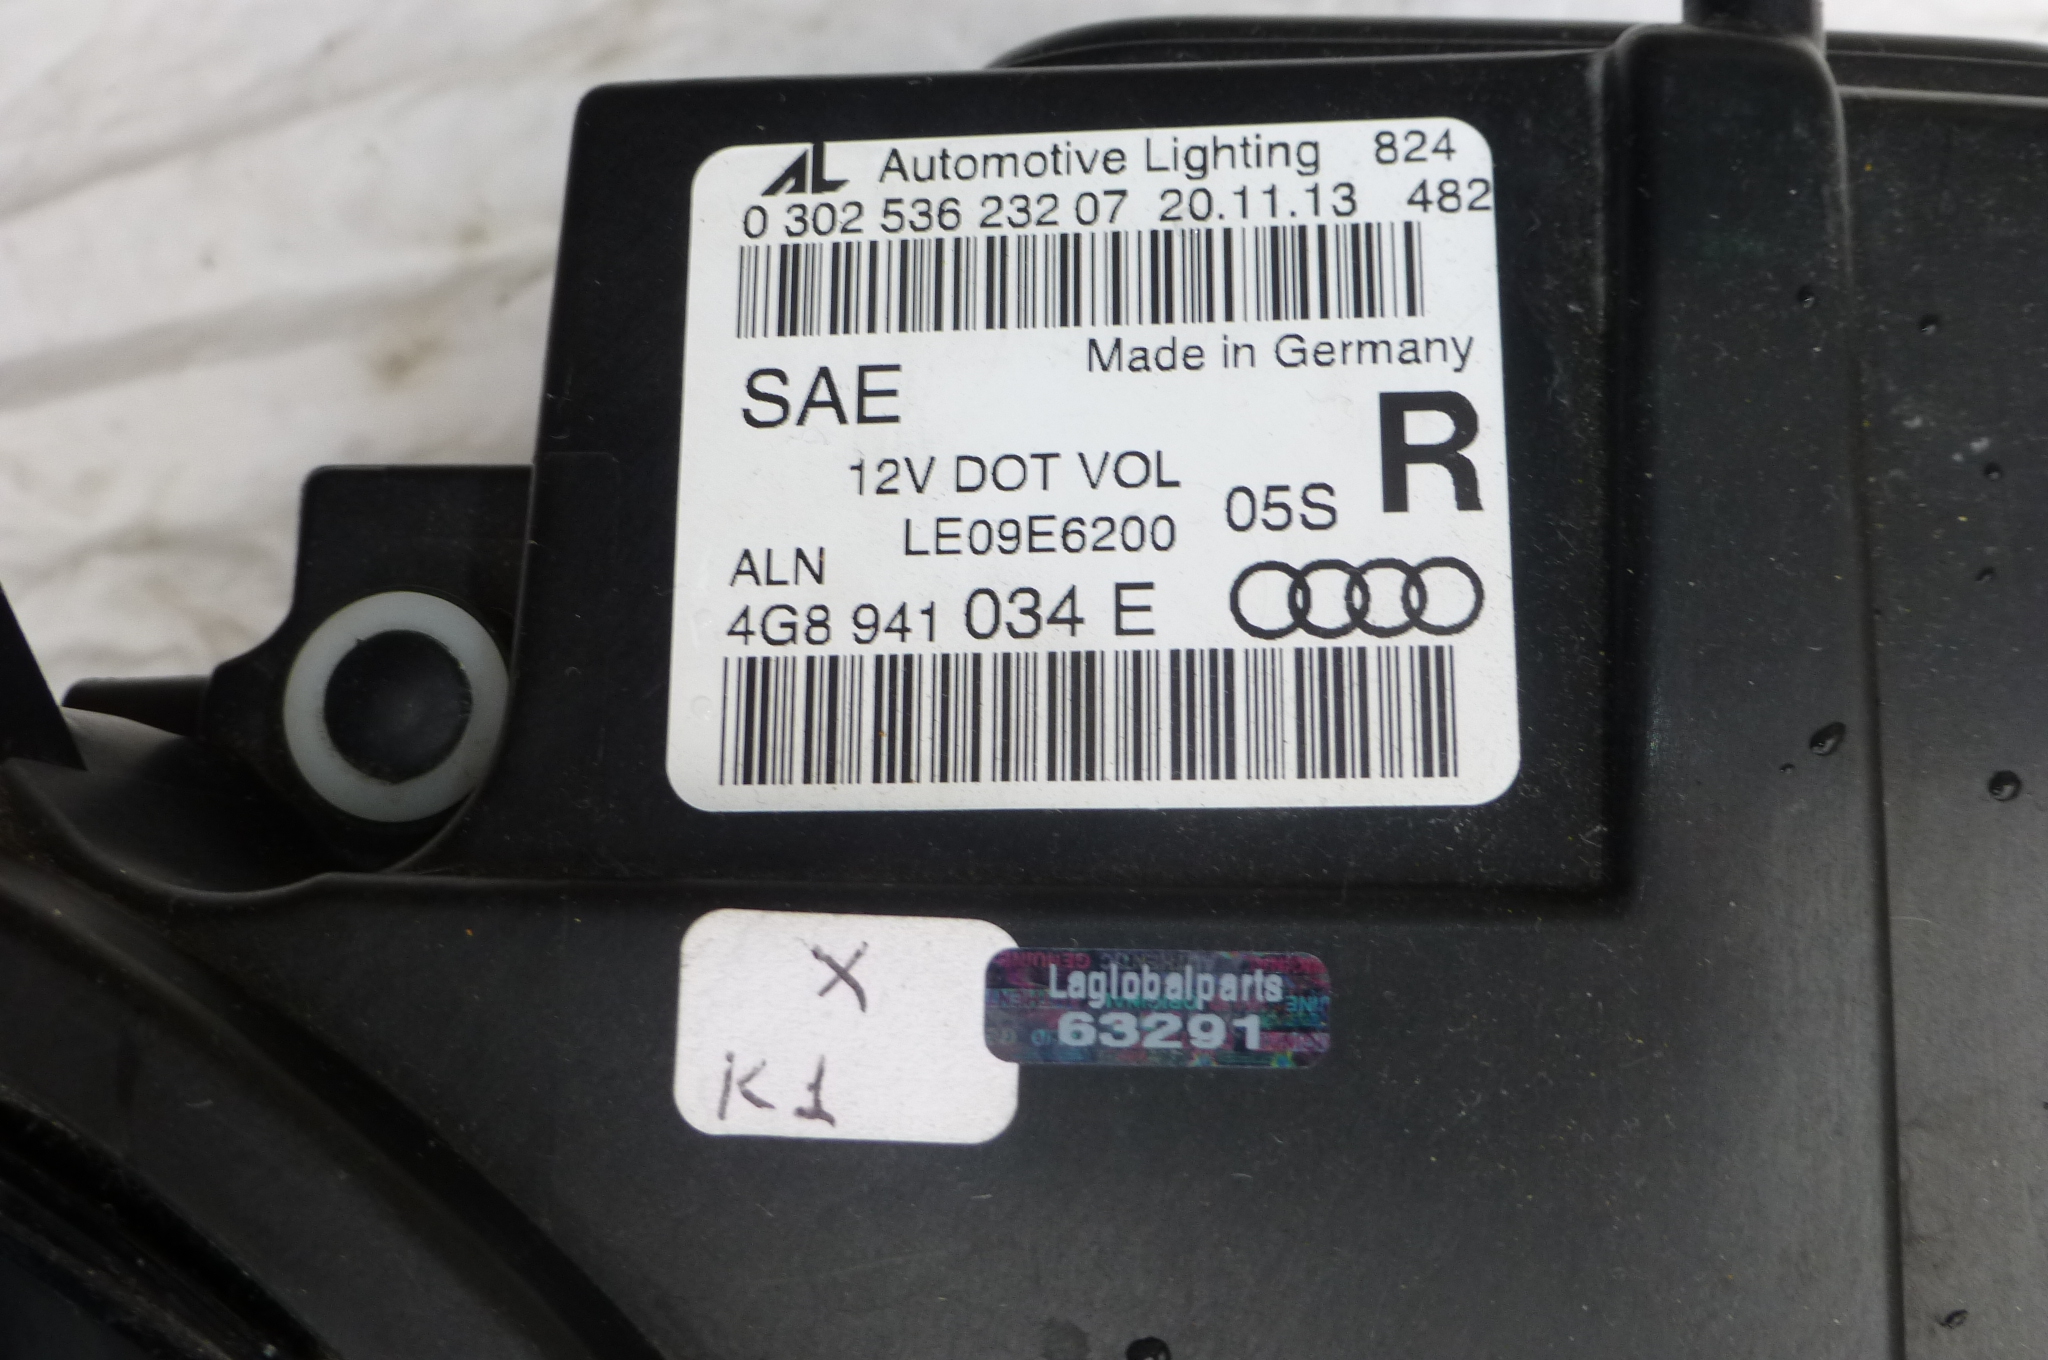 AL Automotive Lighting 824
0 302 536 232 07 20.11.13 482
Made in Germany
SAE
R
12V DOT VOL
LE09E6200 05S
ALN
4G8 941 034 E
X
K1
Laglobalparts
63291